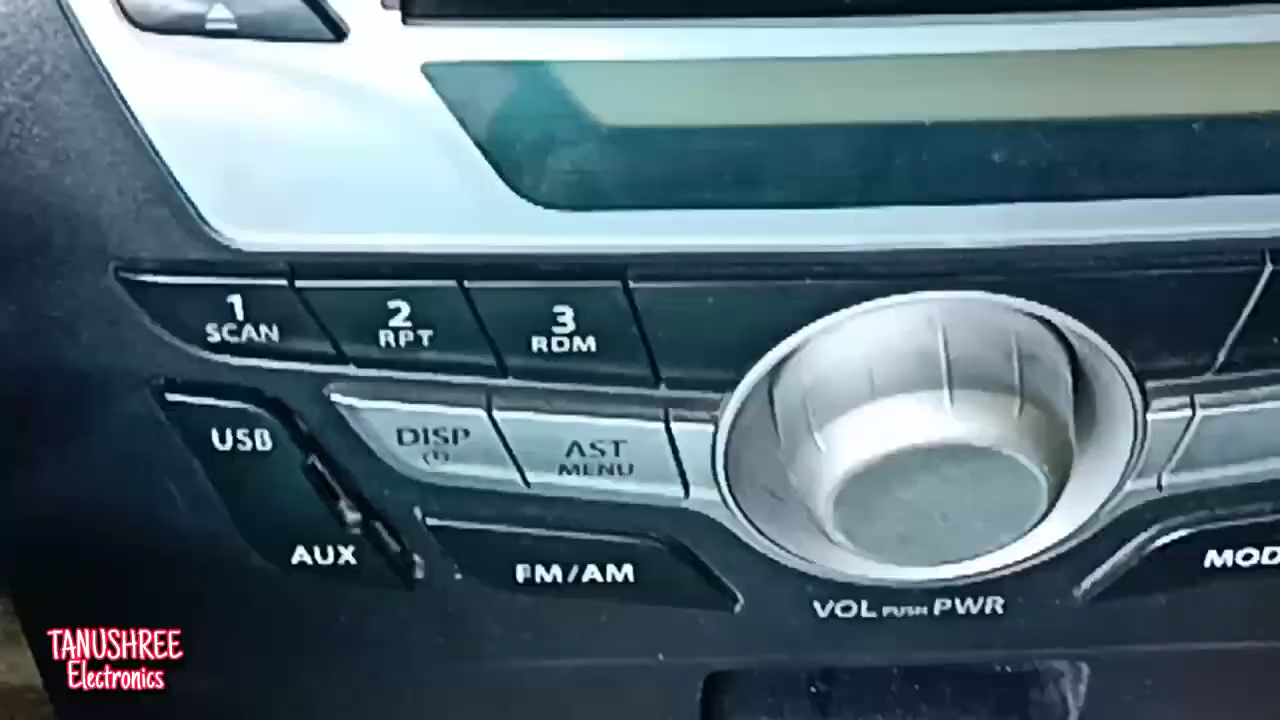 1
SCAN
2
RPT
3
RDM
USB
DISP
AST
MENU
AUX
FM/AM
MOD
VOL PUSH PWR
TANUSHREE
Electronics